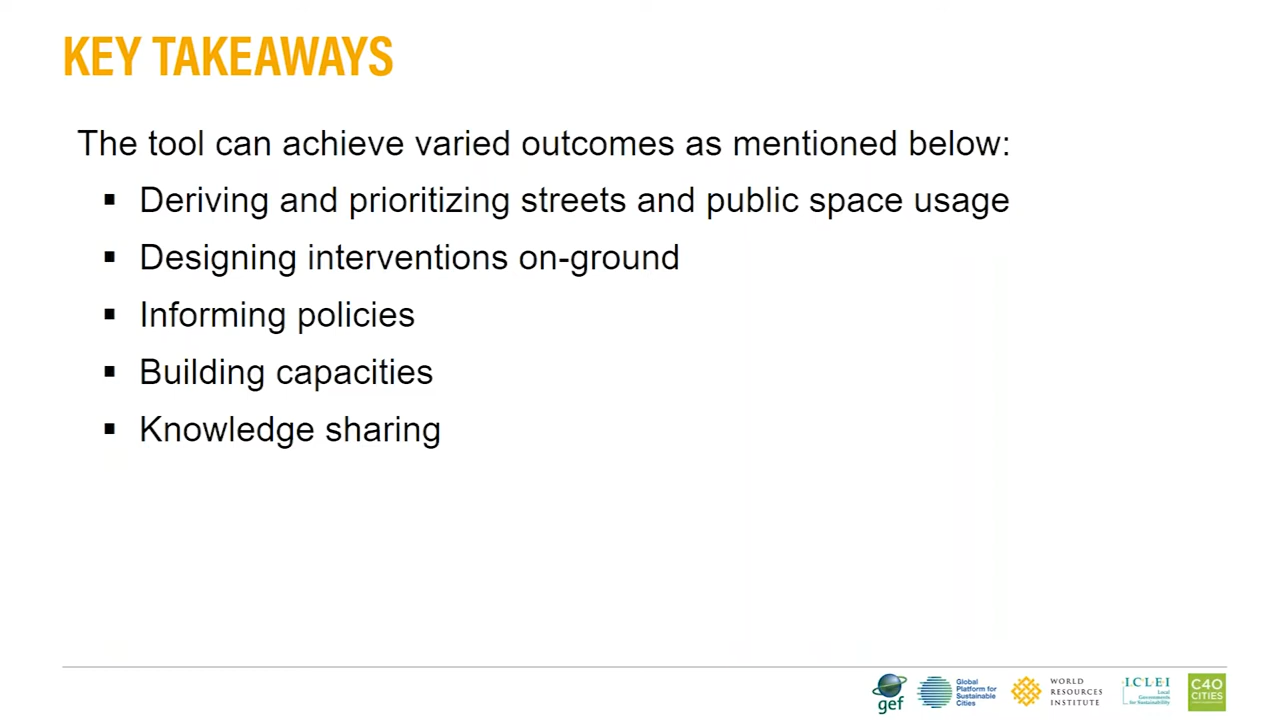 KEY TAKEAWAYS
The tool can achieve varied outcomes as mentioned below:
▪ Deriving and prioritizing streets and public space usage
▪ Designing interventions on-ground
▪ Informing policies
▪ Building capacities
▪ Knowledge sharing
gef
Global
Platform for
Sustainable
Cities
WORLD
RESOURCES
INSTITUTE
I.C.L.E.I
Local
Governments
for Sustainability
C40
CITIES